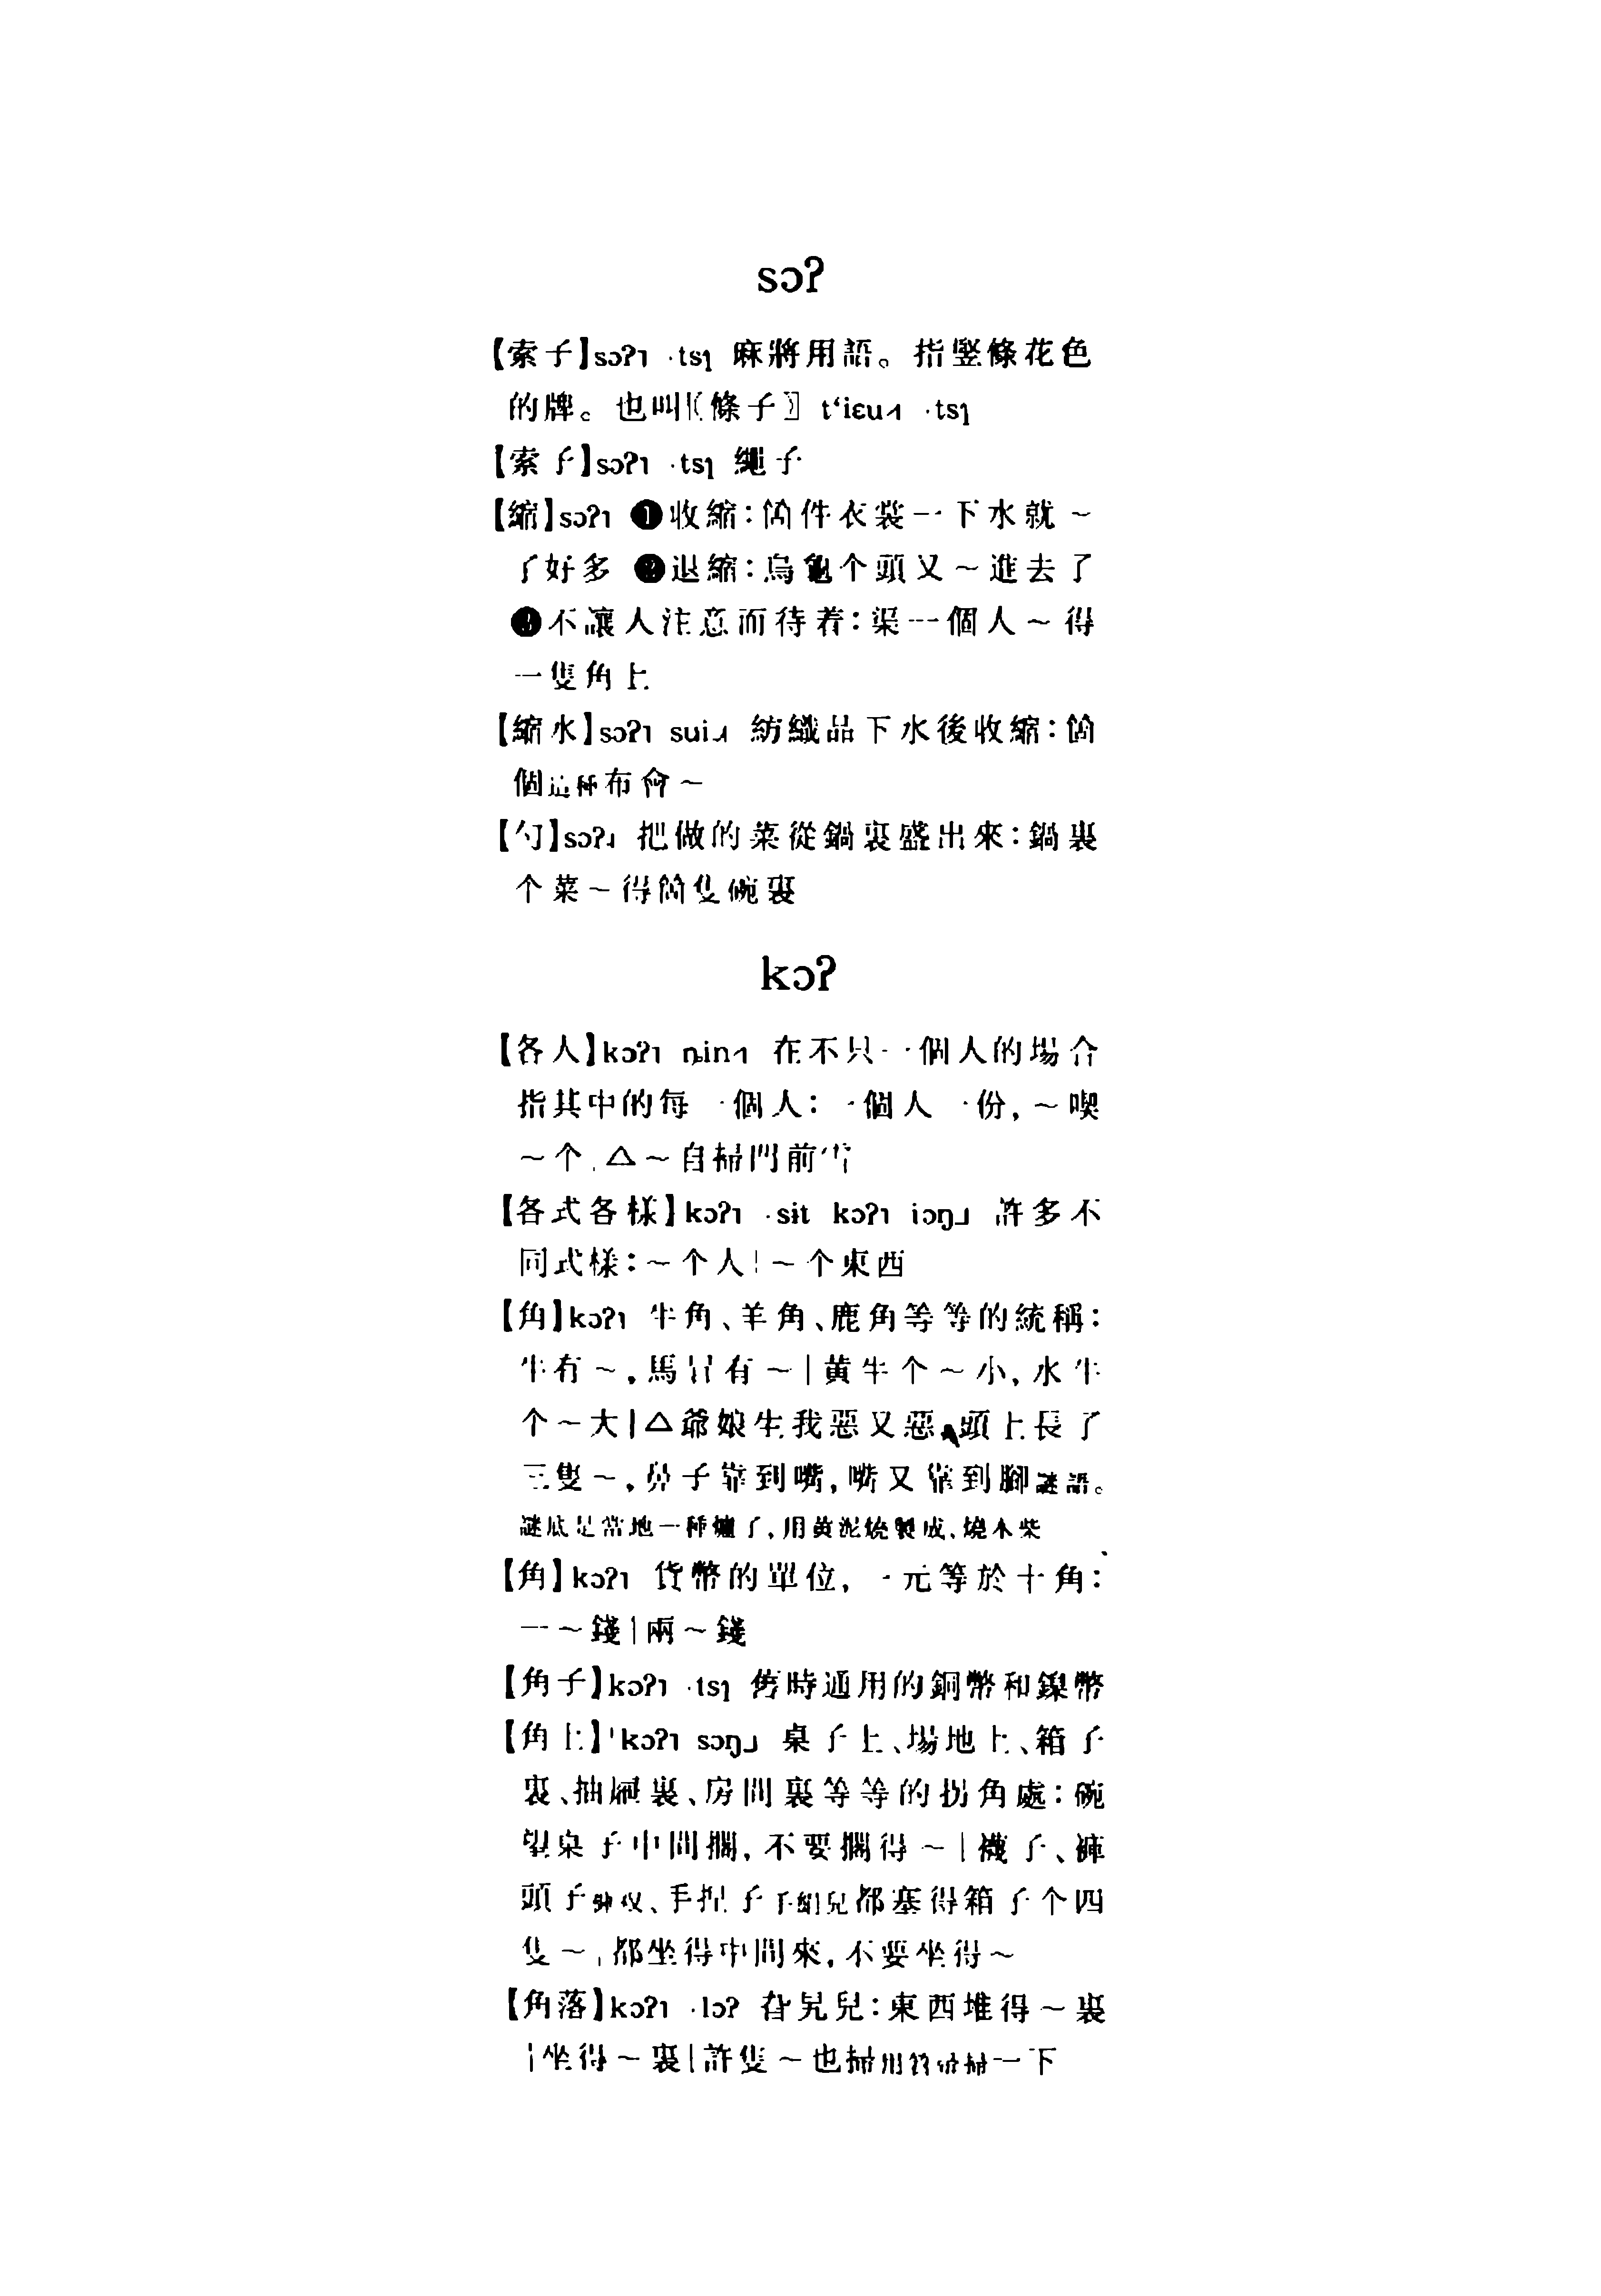 sɔʔ
【索子】sɔʔ˥ ·tsʅ 麻將用語。指竪條花色
的牌。也叫〖條子〗 t‘iɛu˧˥ ·tsʅ
【索子】sɔʔ˥ ·tsʅ 繩子
【縮】sɔʔ˥ ❶收縮：箇件衣裳一下水就～
了好多 ❷退縮：烏龜个頭又～進去了
❸不讓人注意而待着：渠一個人～得
一隻角上
【縮水】sɔʔ˥ sui 紡織品下水後收縮：箇
個這種布會～
【勺】sɔʔ 把做的菜從鍋裏盛出來：鍋裏
个菜～得箇隻碗裏
kɔʔ
【各人】kɔʔ˥ ȵin 在不只一個人的場合
指其中的每一個人：一個人一份，～喫
～个｜△～自掃門前雪
【各式各樣】kɔʔ˥ ·sɨt kɔʔ˥ iɔŋ˩ 許多不
同式樣：～个人｜～个東西
【角】kɔʔ˥ 牛角、羊角、鹿角等等的統稱：
牛有～，馬冇有～｜黄牛个～小，水牛
个～大｜△爺娘生我惡又惡，頭上長了
三隻～，鼻子靠到嘴，嘴又靠到腳謎語。
謎底是當地一種爐子，用黄泥燒製成，燒木柴
【角】kɔʔ˥ 貨幣的單位，一元等於十角：
一～錢｜兩～錢
【角子】kɔʔ˥ ·tsʅ 舊時通用的銅幣和鎳幣
【角上】kɔʔ˥ sɔŋ˩ 桌子上、場地上、箱子
裏、抽屜裏、房間裏等等的拐角處：碗
望桌子中間擱，不要擱得～｜襪子、褲
頭子褲衩、手捏子手絹兒都塞得箱子个四
隻～｜都坐得中間來，不要坐得～
【角落】kɔʔ˥ ·lɔʔ 旮旯兒：東西堆得～裏
｜坐得～裏｜許隻～也掃用笤帚掃一下